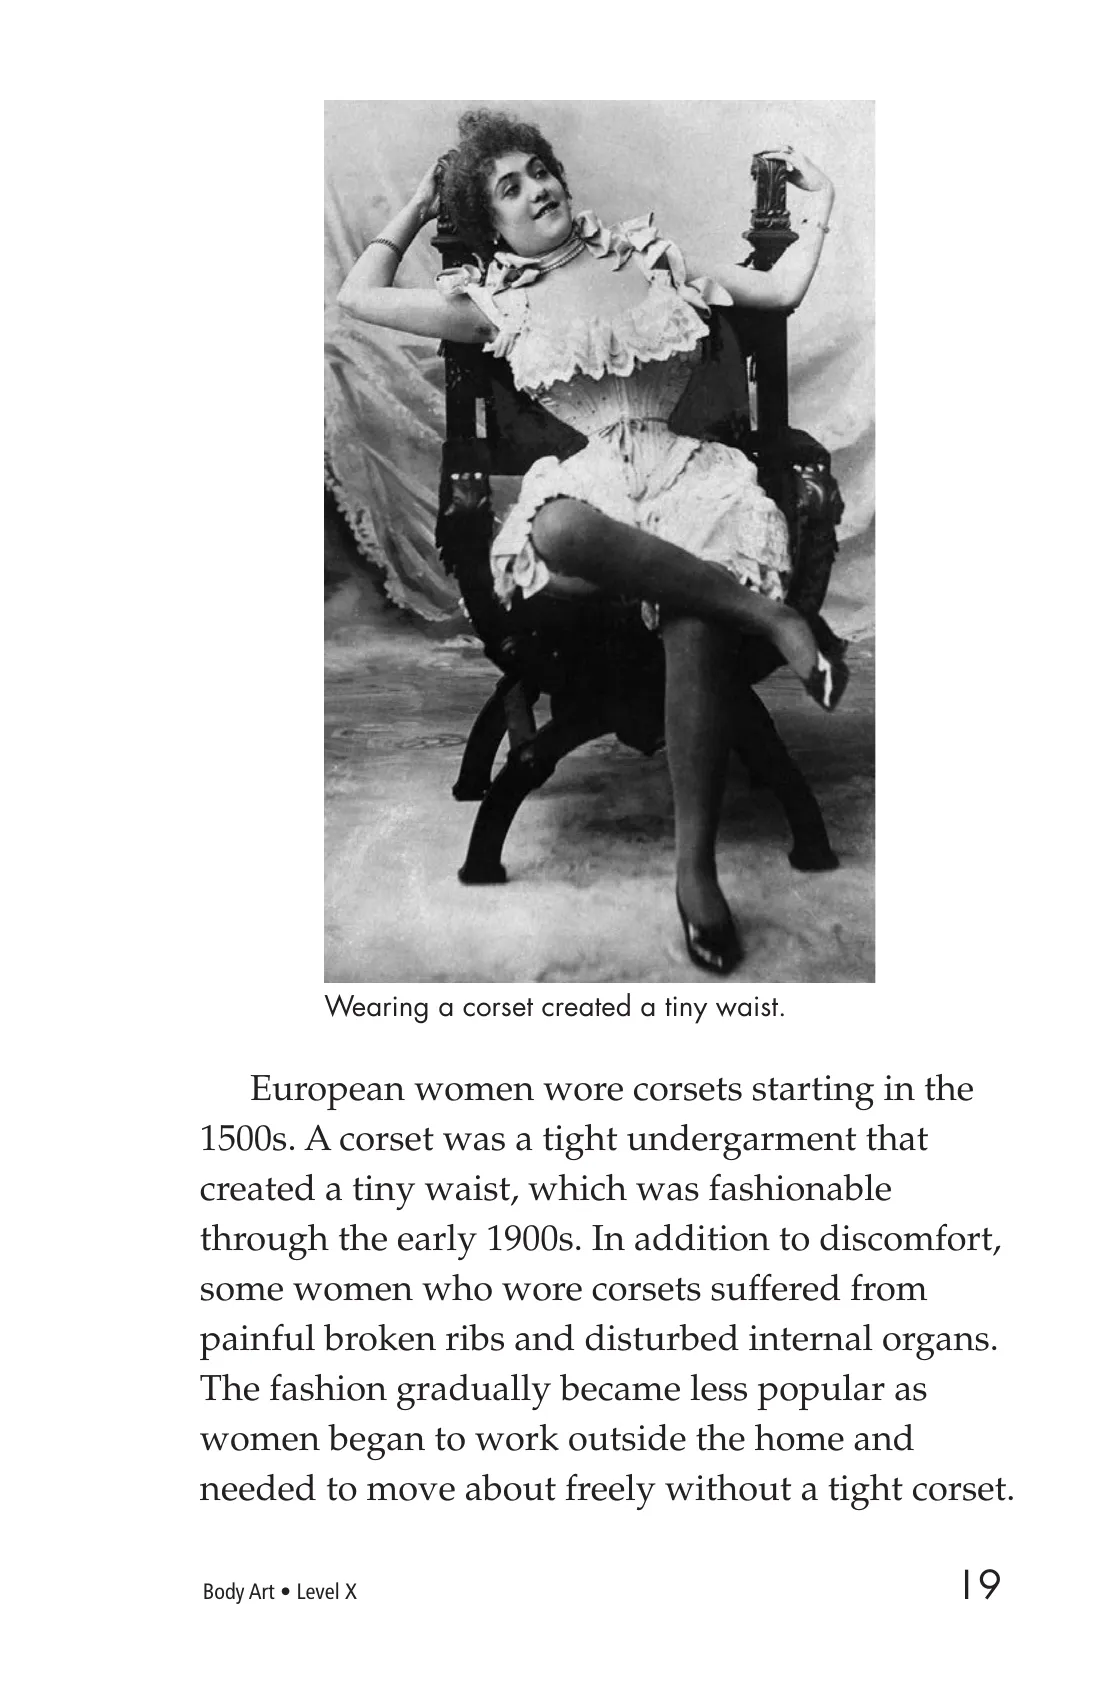 Wearing a corset created a tiny waist.
European women wore corsets starting in the
1500s. A corset was a tight undergarment that
created a tiny waist, which was fashionable
through the early 1900s. In addition to discomfort,
some women who wore corsets suffered from
painful broken ribs and disturbed internal organs.
The fashion gradually became less popular as
women began to work outside the home and
needed to move about freely without a tight corset.
Body Art • Level X 19